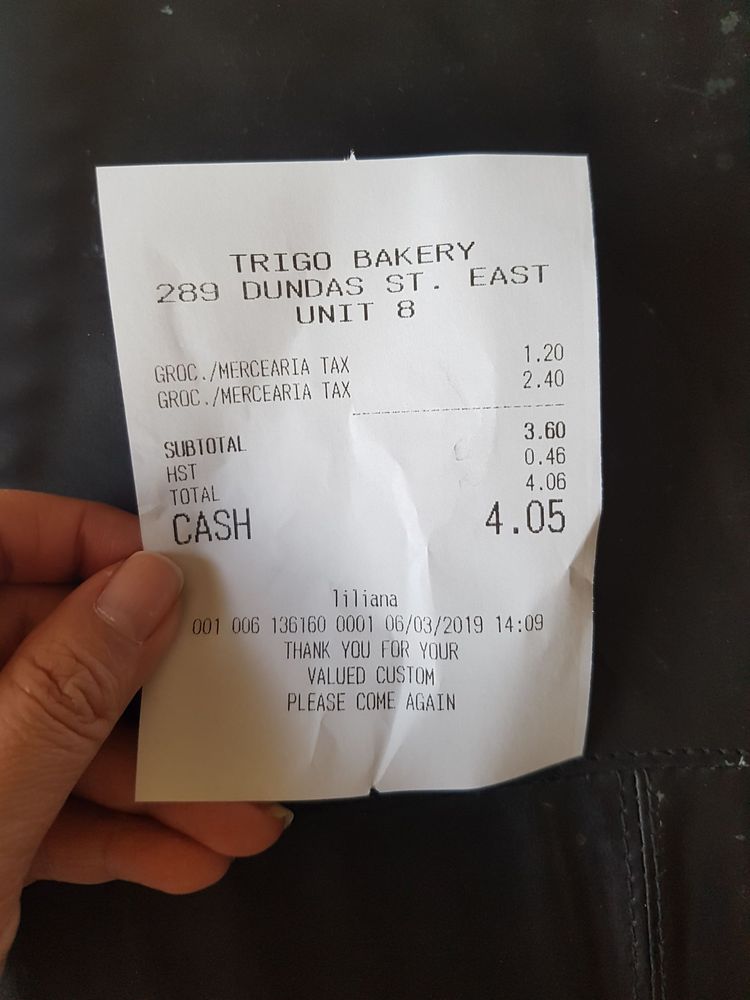 TRIGO BAKERY
289 DUNDAS ST. EAST
UNIT 8
GROC./MERCEARIA TAX 1.20
GROC./MERCEARIA TAX 2.40
SUBTOTAL 3.60
HST 0.46
TOTAL 4.06
CASH 4.05
liliana
001 006 136160 0001 06/03/2019 14:09
THANK YOU FOR YOUR
VALUED CUSTOM
PLEASE COME AGAIN